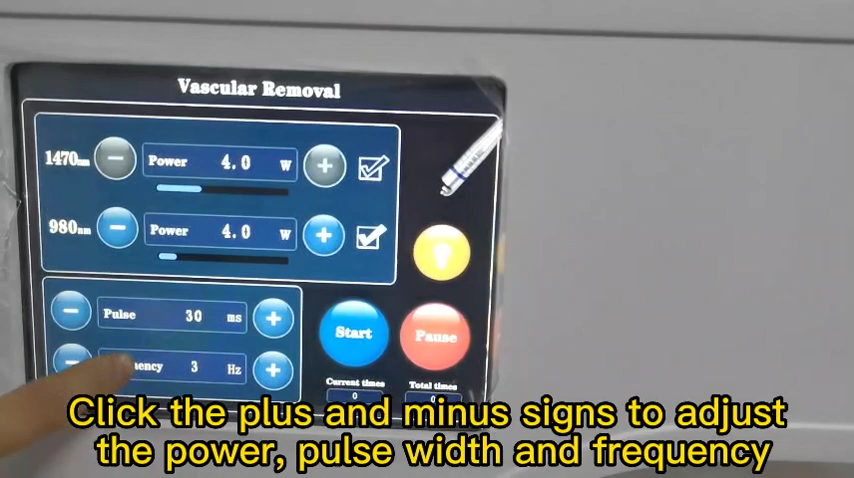 Vascular Removal
1470nm − Power 4.0 W +
980nm − Power 4.0 W +
− Pulse 30 ms +
− ency 3 Hz +
Start
Pause
Current times
0
Total times
0
Click the plus and minus signs to adjust
the power, pulse width and frequency